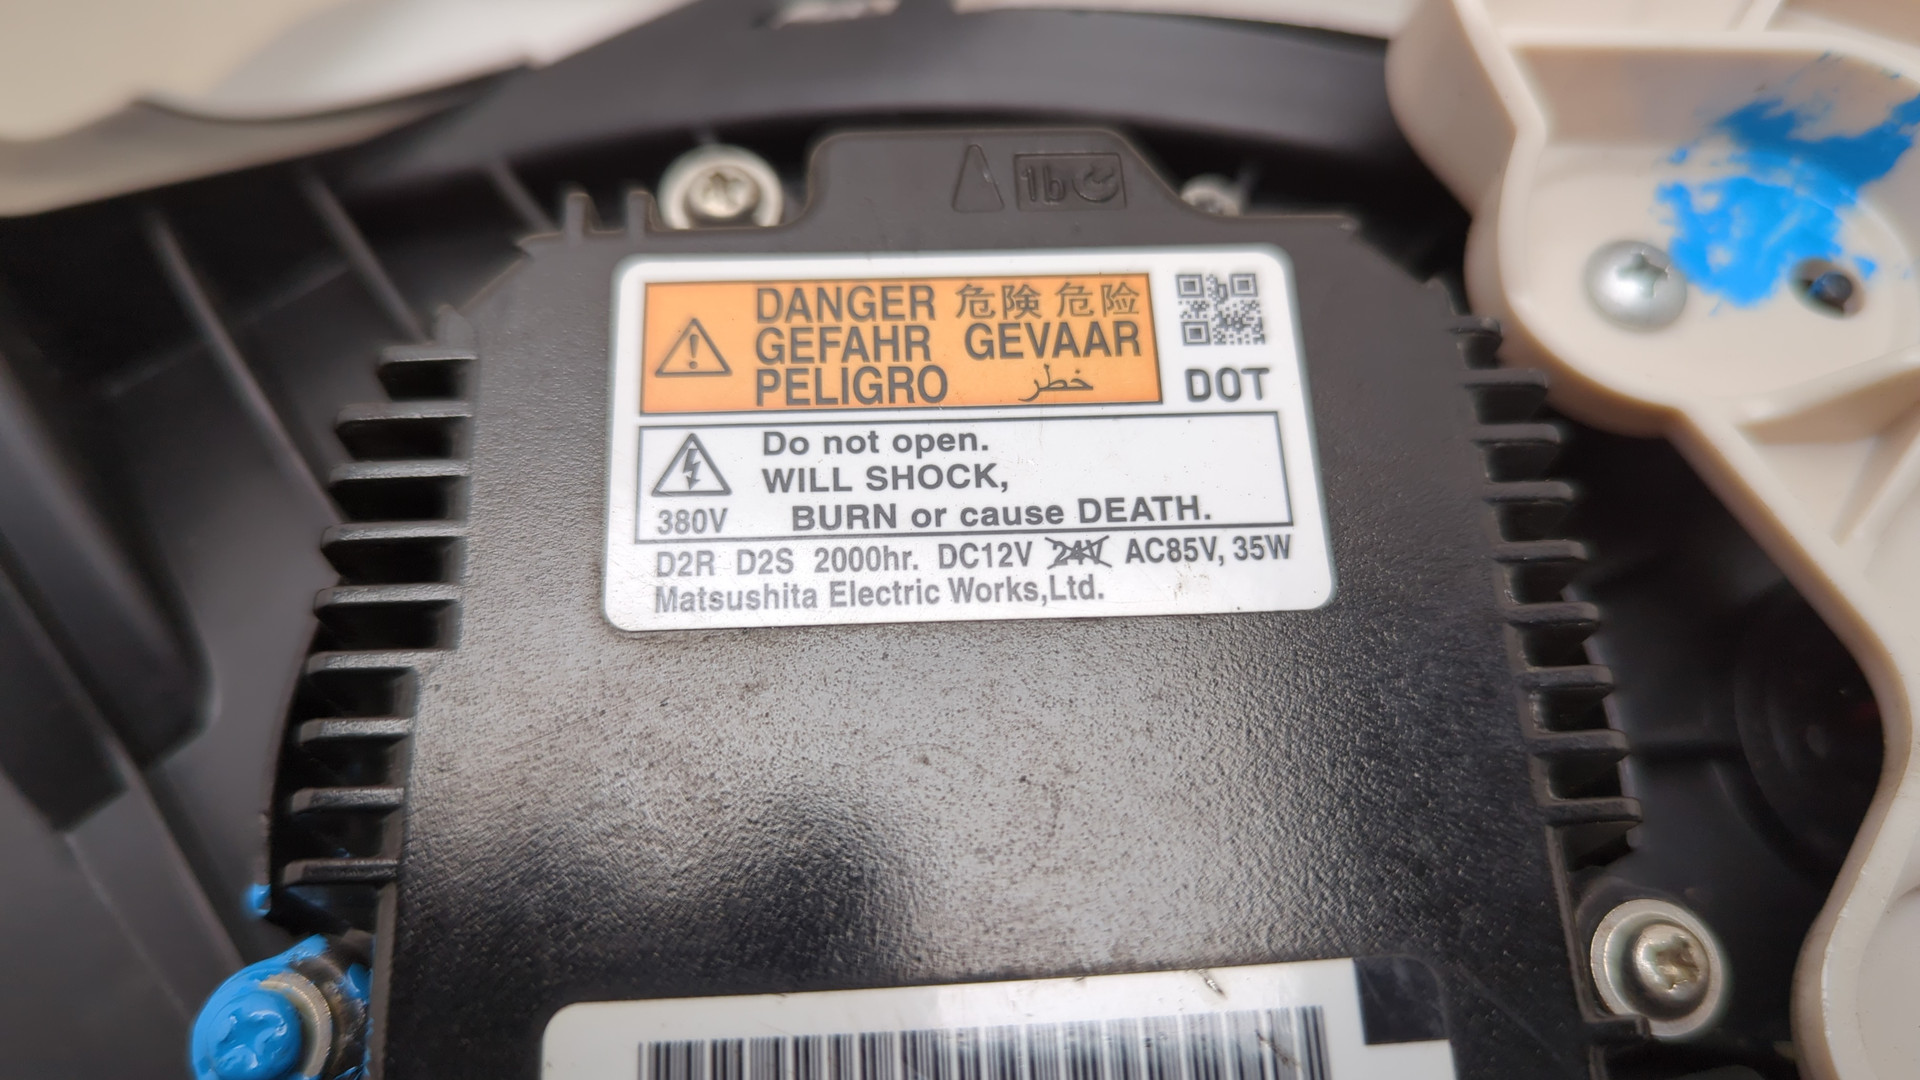 1b
DANGER 危険 危险
GEFAHR GEVAAR
PELIGRO خطر
DOT
Do not open.
WILL SHOCK,
BURN or cause DEATH.
380V
D2R D2S 2000hr. DC12V 24V AC85V, 35W
Matsushita Electric Works,Ltd.